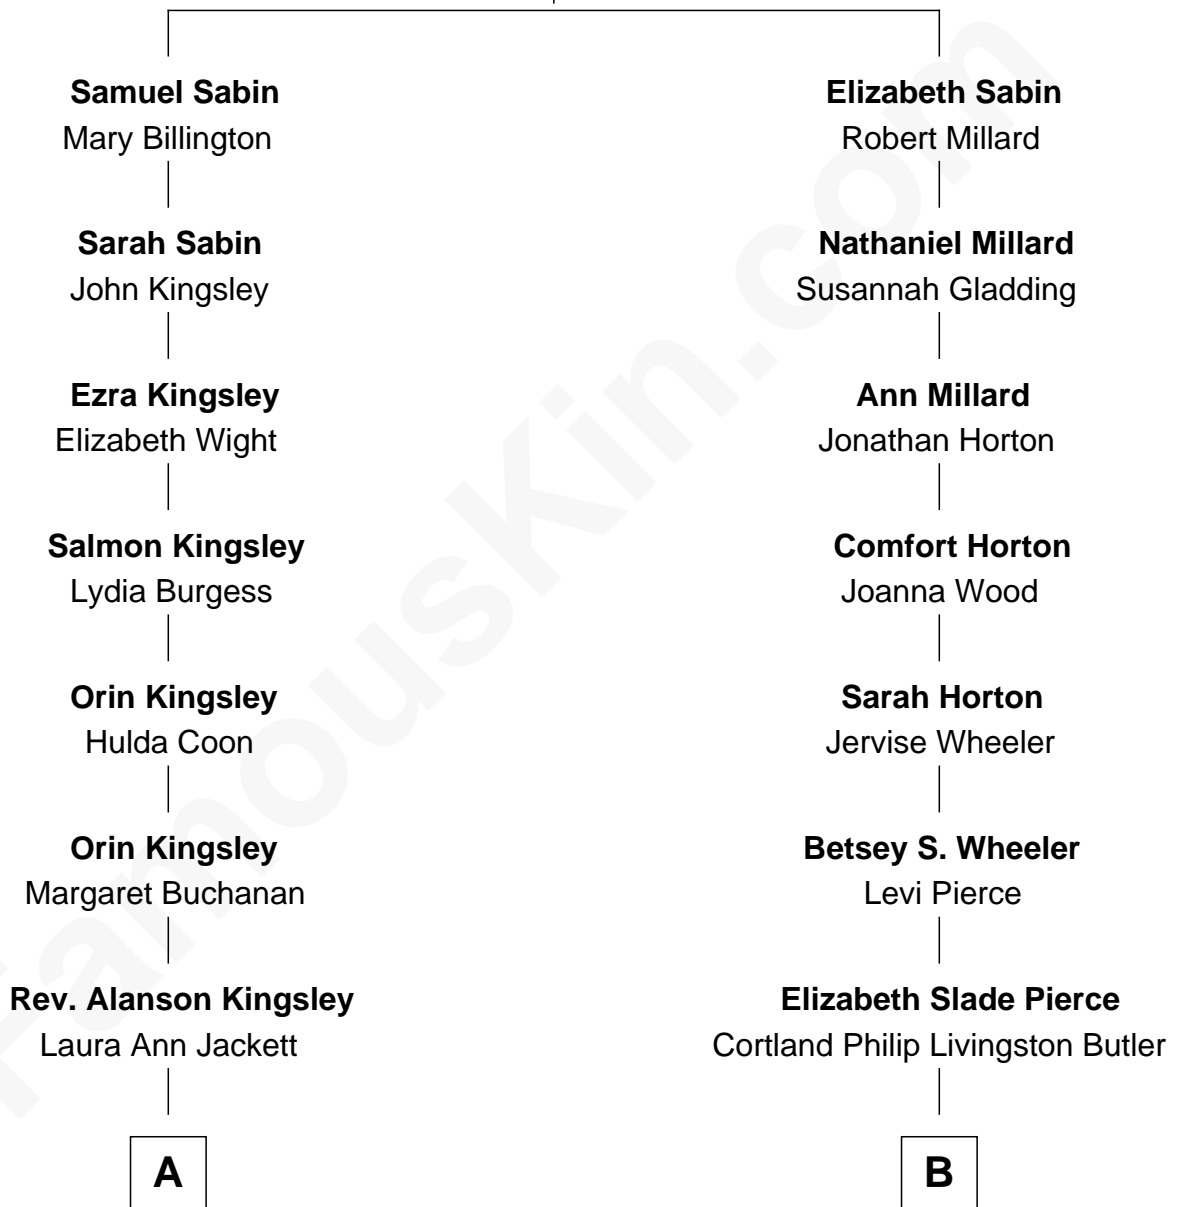 Samuel Sabin
Mary Billington
Sarah Sabin
John Kingsley
Ezra Kingsley
Elizabeth Wight
Salmon Kingsley
Lydia Burgess
Orin Kingsley
Hulda Coon
Orin Kingsley
Margaret Buchanan
Rev. Alanson Kingsley
Laura Ann Jackett
A
Elizabeth Sabin
Robert Millard
Nathaniel Millard
Susannah Gladding
Ann Millard
Jonathan Horton
Comfort Horton
Joanna Wood
Sarah Horton
Jervise Wheeler
Betsey S. Wheeler
Levi Pierce
Elizabeth Slade Pierce
Cortland Philip Livingston Butler
B
FamousKin.com